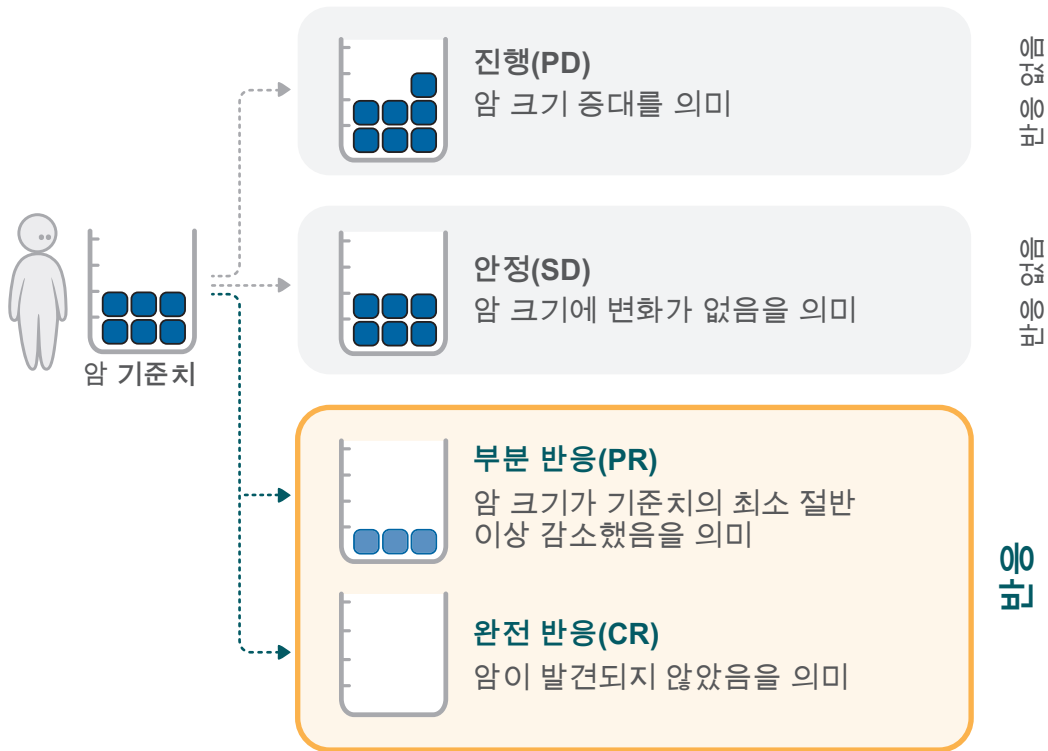 진행(PD)
암 크기 증대를 의미
반응 없음
안정(SD)
암 크기에 변화가 없음을 의미
반응 없음
암 기준치
부분 반응(PR)
암 크기가 기준치의 최소 절반
이상 감소했음을 의미
반응
완전 반응(CR)
암이 발견되지 않았음을 의미